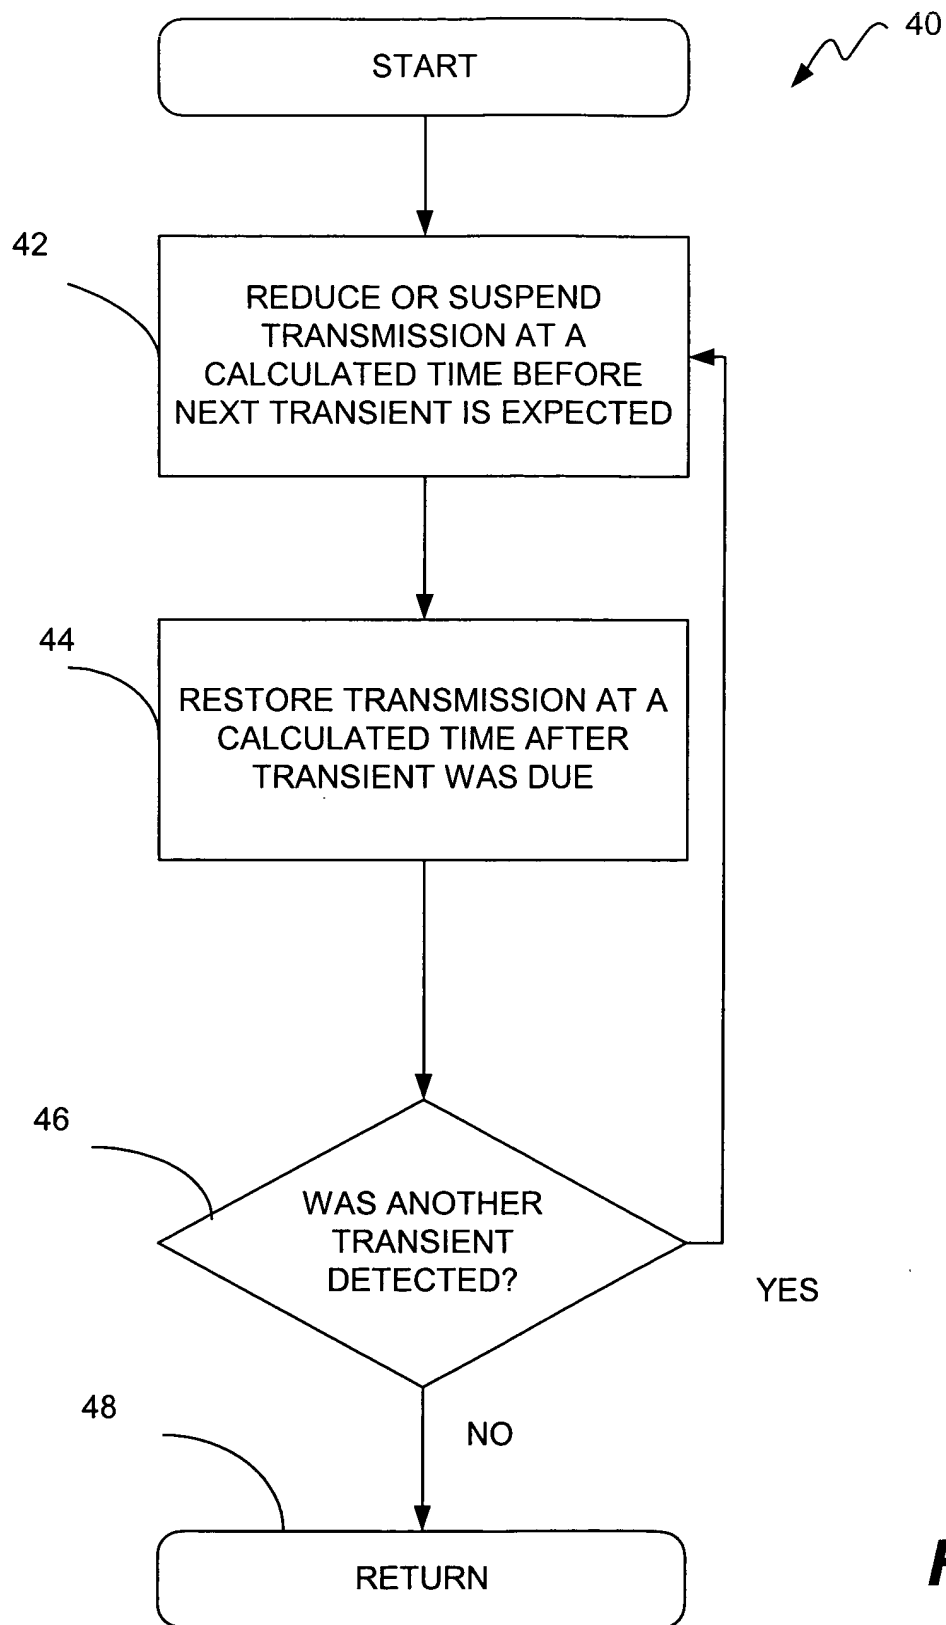 40
START
42
REDUCE OR SUSPEND
TRANSMISSION AT A
CALCULATED TIME BEFORE
NEXT TRANSIENT IS EXPECTED
44
RESTORE TRANSMISSION AT A
CALCULATED TIME AFTER
TRANSIENT WAS DUE
46
WAS ANOTHER
TRANSIENT
DETECTED?
YES
48
NO
RETURN